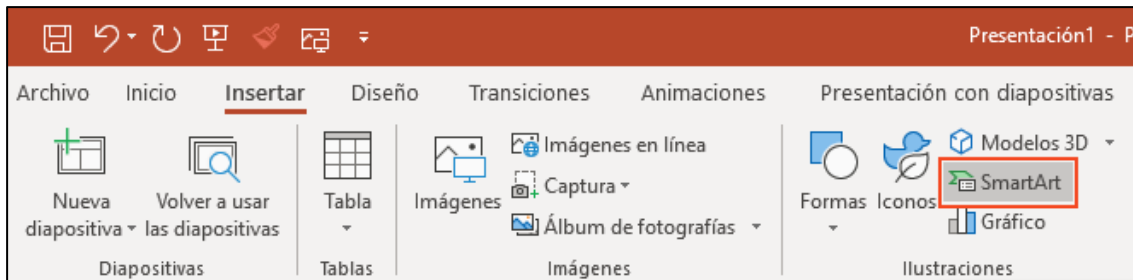 Presentación1 - P
Archivo Inicio Insertar Diseño Transiciones Animaciones Presentación con diapositivas
Nueva diapositiva
Volver a usar las diapositivas
Diapositivas
Tabla
Tablas
Imágenes
Imágenes en línea
Captura
Álbum de fotografías
Imágenes
Formas
Iconos
Modelos 3D
SmartArt
Gráfico
Ilustraciones